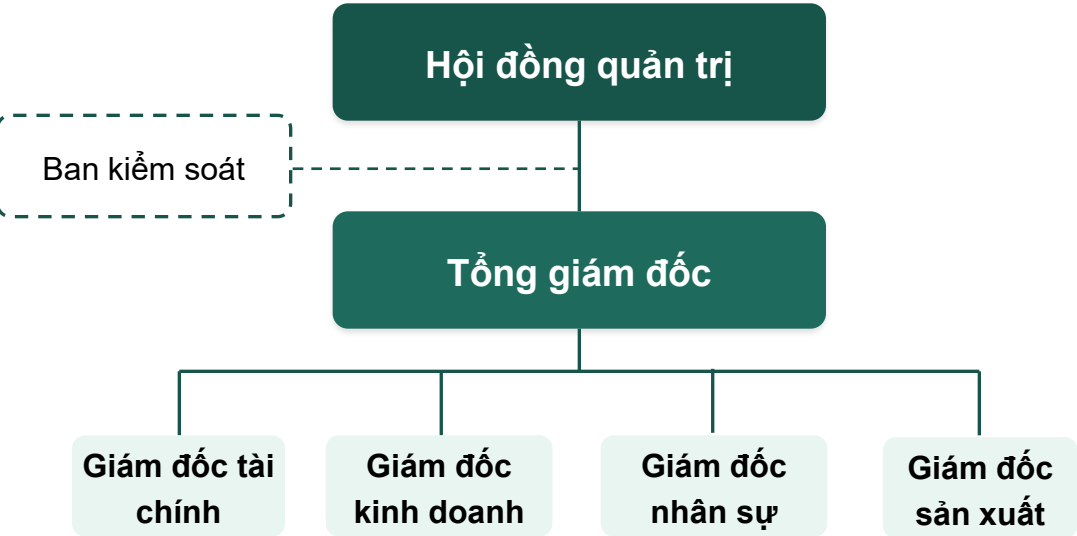 Hội đồng quản trị
Ban kiểm soát
Tổng giám đốc
Giám đốc tài
chính
Giám đốc
kinh doanh
Giám đốc
nhân sự
Giám đốc
sản xuất